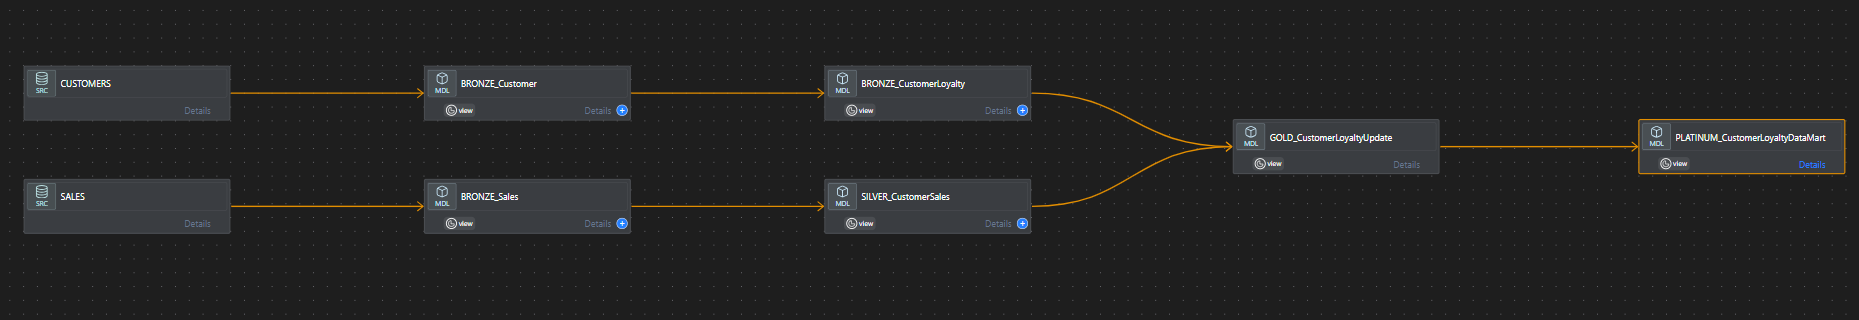 CUSTOMERS
SRC
Details
BRONZE_Customer
MDL
view
Details
BRONZE_CustomerLoyalty
MDL
view
Details
GOLD_CustomerLoyaltyUpdate
MDL
view
Details
PLATINUM_CustomerLoyaltyDataMart
MDL
view
Details
SALES
SRC
Details
BRONZE_Sales
MDL
view
Details
SILVER_CustomerSales
MDL
view
Details